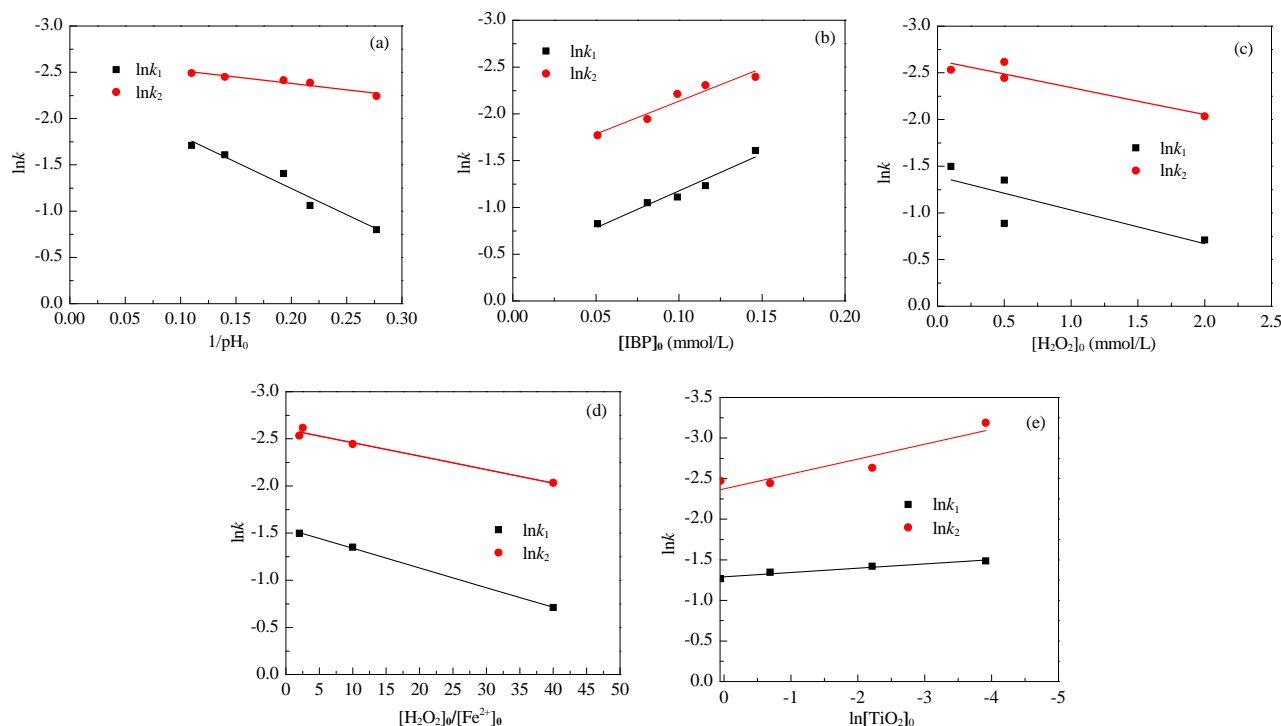 -3.0
-2.5
-2.0
-1.5
-1.0
-0.5
0.0
lnk
(a)
lnk₁
lnk₂
0.00 0.05 0.10 0.15 0.20 0.25 0.30
1/pH₀
-3.0
-2.5
-2.0
-1.5
-1.0
-0.5
0.0
lnk
(b)
lnk₁
lnk₂
0.00 0.05 0.10 0.15 0.20
[IBP]₀ (mmol/L)
-3.0
-2.5
-2.0
-1.5
-1.0
-0.5
0.0
lnk
(c)
lnk₁
lnk₂
0.0 0.5 1.0 1.5 2.0 2.5
[H₂O₂]₀ (mmol/L)
-3.0
-2.5
-2.0
-1.5
-1.0
-0.5
0.0
lnk
(d)
lnk₁
lnk₂
0 5 10 15 20 25 30 35 40 45 50
[H₂O₂]₀/[Fe²⁺]₀
-3.5
-3.0
-2.5
-2.0
-1.5
-1.0
-0.5
0.0
lnk
(e)
lnk₁
lnk₂
0 -1 -2 -3 -4 -5
ln[TiO₂]₀